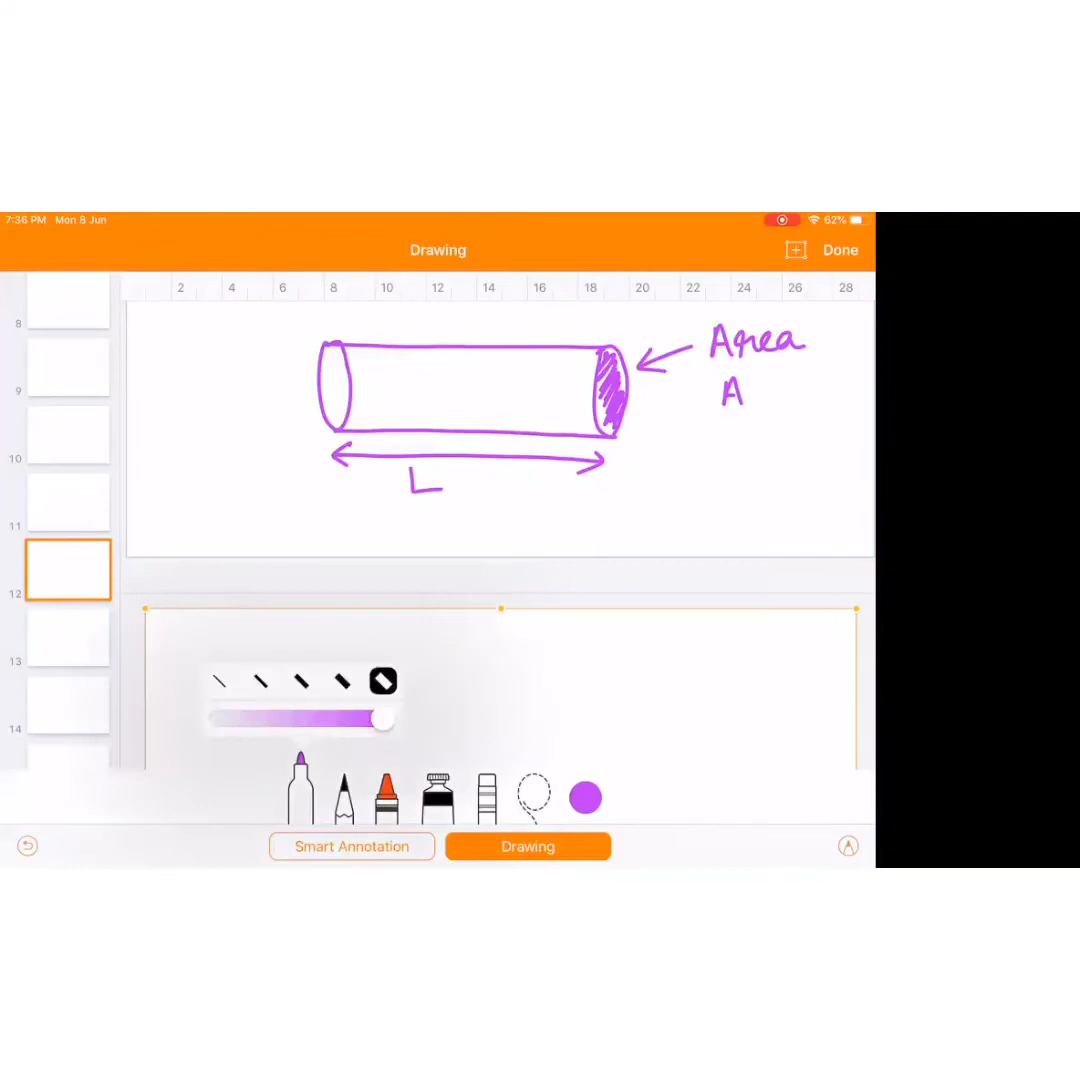 7:36 PM Mon 8 Jun
62%
Drawing
Done
2 4 6 8 10 12 14 16 18 20 22 24 26 28
8
9
10
11
12
13
14
Area
A
L
Smart Annotation
Drawing